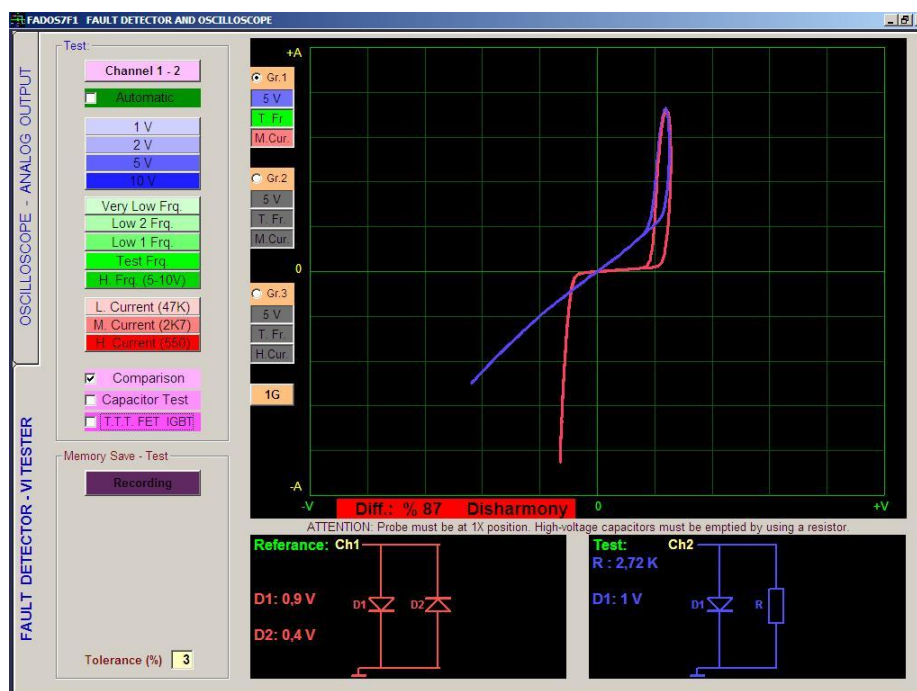 FADOS7F1 FAULT DETECTOR AND OSCILLOSCOPE
OSCILLOSCOPE - ANALOG OUTPUT
FAULT DETECTOR - VI TESTER
Test:
Channel 1 - 2
Automatic
1 V
2 V
5 V
10 V
Very Low Frq.
Low 2 Frq.
Low 1 Frq.
Test Frq.
H. Frq. (5-10V)
L. Current (47K)
M. Current (2K7)
H. Current (550)
Comparison
Capacitor Test
T.T.T. FET IGBT
Memory Save - Test
Recording
Tolerance (%) 3
+A
Gr.1
5 V
T. Fr.
M.Cur.
Gr.2
5 V
T. Fr.
M.Cur.
0
Gr.3
5 V
T. Fr.
H.Cur.
1G
-A
-V
0
+V
Diff.: % 87 Disharmony
ATTENTION: Probe must be at 1X position. High-voltage capacitors must be emptied by using a resistor.
Referance: Ch1
D1: 0,9 V
D2: 0,4 V
D1
D2
Test: Ch2
R : 2,72 K
D1: 1 V
D1
R